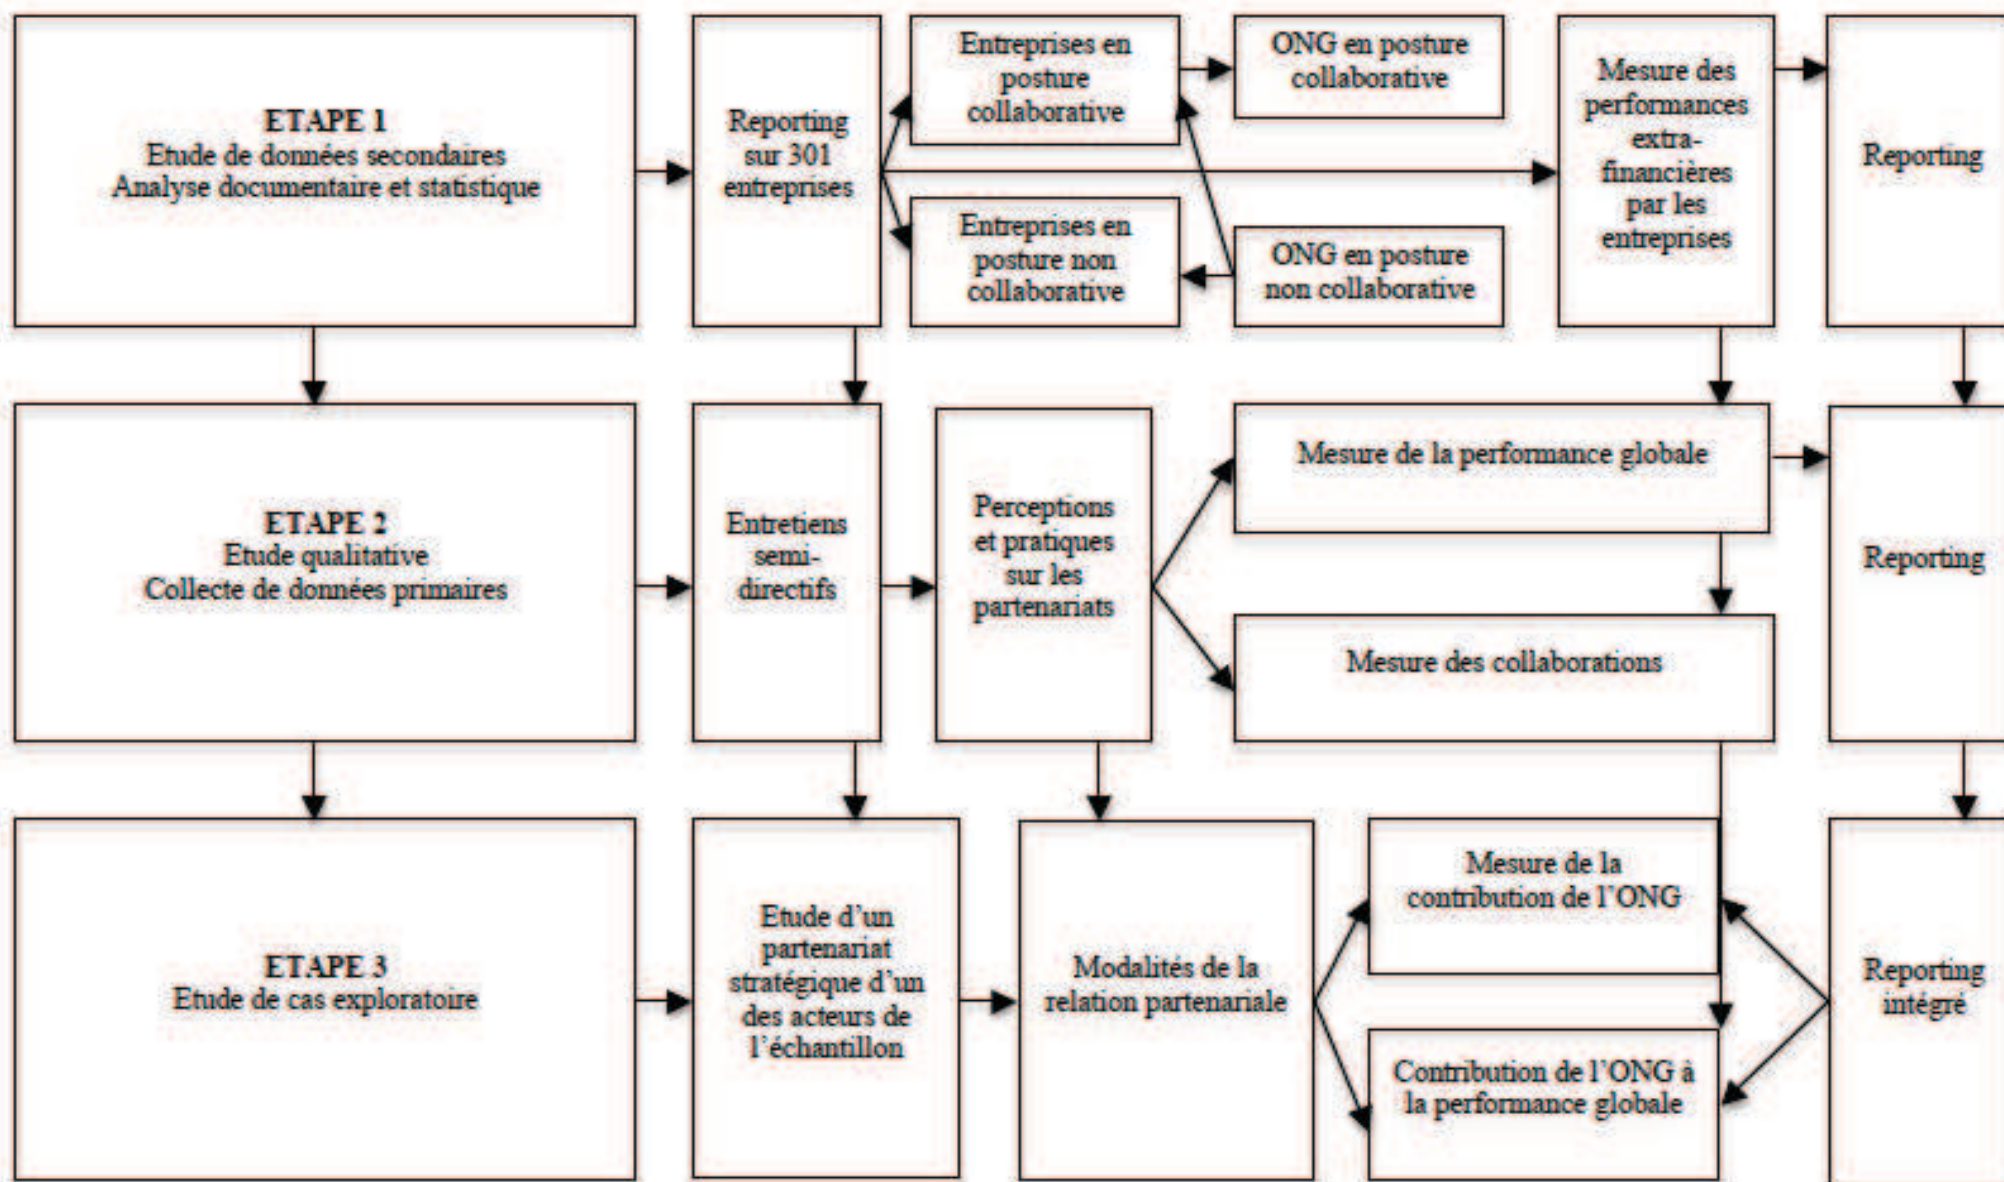 ETAPE 1
Etude de données secondaires
Analyse documentaire et statistique
Reporting
sur 301
entreprises
Entreprises en
posture
collaborative
ONG en posture
collaborative
Entreprises en
posture non
collaborative
ONG en posture
non collaborative
Mesure des
performances
extra-
financières
par les
entreprises
Reporting
ETAPE 2
Etude qualitative
Collecte de données primaires
Entretiens
semi-
directifs
Perceptions
et pratiques
sur les
partenariats
Mesure de la performance globale
Mesure des collaborations
Reporting
ETAPE 3
Etude de cas exploratoire
Etude d'un
partenariat
stratégique d'un
des acteurs de
l'échantillon
Modalités de la
relation partenariale
Mesure de la
contribution de l'ONG
Contribution de l'ONG à
la performance globale
Reporting
intégré